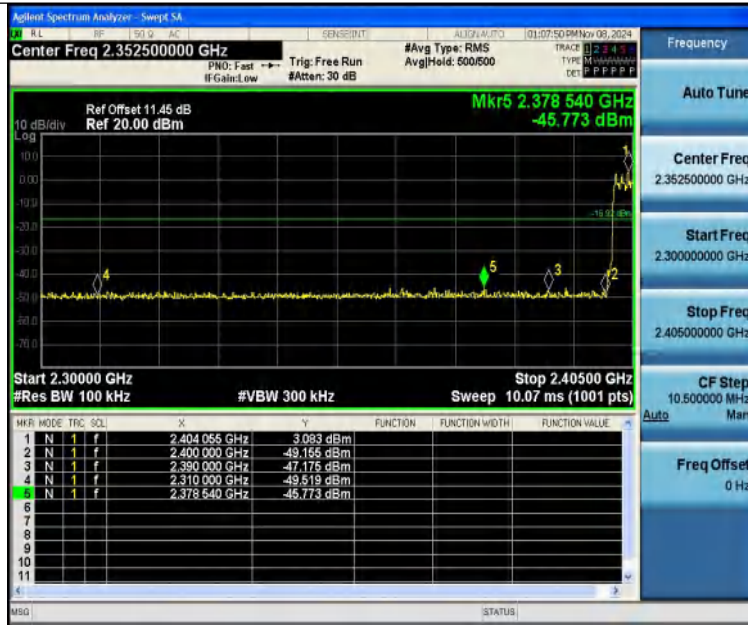 Agilent Spectrum Analyzer - Swept SA
RL RF 50 Ω AC SENSE:INT ALIGN AUTO 01:07:50 PM Nov 08, 2024
Center Freq 2.352500000 GHz
PNO: Fast
IFGain:Low
Trig: Free Run
#Atten: 30 dB
#Avg Type: RMS
Avg|Hold: 500/500
TRACE 1 2 3 4 5
TYPE M
DET P P P P P
Ref Offset 11.45 dB
10 dB/div Ref 20.00 dBm
Log
Mkr5 2.378 540 GHz
-45.773 dBm
10.0
0.00
-10.0
-20.0
-30.0
-40.0
-50.0
-60.0
-70.0
1
-16.92 dBm
4
5
3
2
Start 2.30000 GHz Stop 2.40500 GHz
#Res BW 100 kHz #VBW 300 kHz Sweep 10.07 ms (1001 pts)
MKR MODE TRC SCL X Y FUNCTION FUNCTION WIDTH FUNCTION VALUE
1 N 1 f 2.404 055 GHz 3.083 dBm
2 N 1 f 2.400 000 GHz -49.155 dBm
3 N 1 f 2.390 000 GHz -47.175 dBm
4 N 1 f 2.310 000 GHz -49.519 dBm
5 N 1 f 2.378 540 GHz -45.773 dBm
6
7
8
9
10
11
MSG STATUS
Frequency
Auto Tune
Center Freq
2.352500000 GHz
Start Freq
2.300000000 GHz
Stop Freq
2.405000000 GHz
CF Step
10.500000 MHz
Auto Man
Freq Offset
0 Hz